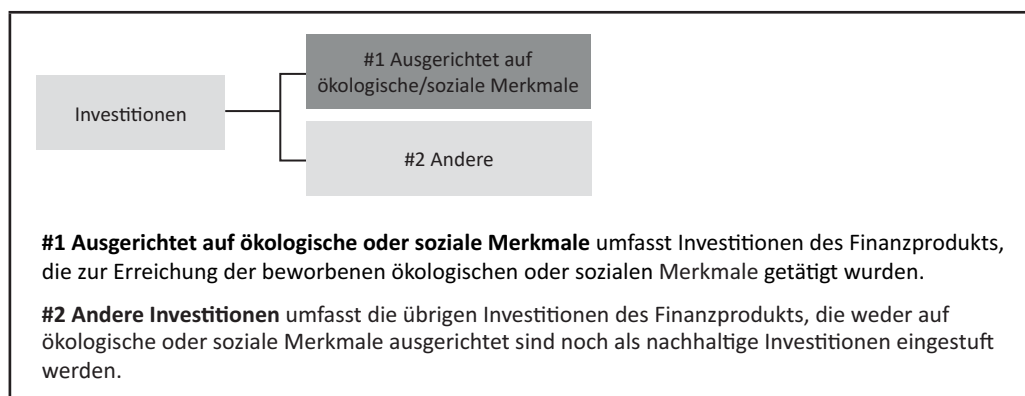 #1 Ausgerichtet auf
ökologische/soziale Merkmale
Investitionen
#2 Andere
#1 Ausgerichtet auf ökologische oder soziale Merkmale umfasst Investitionen des Finanzprodukts,
die zur Erreichung der beworbenen ökologischen oder sozialen Merkmale getätigt wurden.
#2 Andere Investitionen umfasst die übrigen Investitionen des Finanzprodukts, die weder auf
ökologische oder soziale Merkmale ausgerichtet sind noch als nachhaltige Investitionen eingestuft
werden.